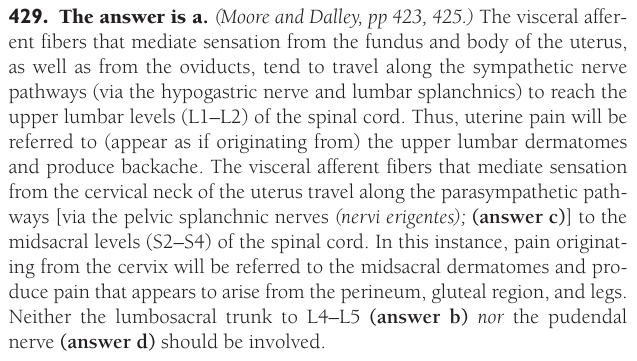 429. The answer is a. (Moore and Dalley, pp 423, 425.) The visceral affer-
ent fibers that mediate sensation from the fundus and body of the uterus,
as well as from the oviducts, tend to travel along the sympathetic nerve
pathways (via the hypogastric nerve and lumbar splanchnics) to reach the
upper lumbar levels (L1–L2) of the spinal cord. Thus, uterine pain will be
referred to (appear as if originating from) the upper lumbar dermatomes
and produce backache. The visceral afferent fibers that mediate sensation
from the cervical neck of the uterus travel along the parasympathetic path-
ways [via the pelvic splanchnic nerves (nervi erigentes); (answer c)] to the
midsacral levels (S2–S4) of the spinal cord. In this instance, pain originat-
ing from the cervix will be referred to the midsacral dermatomes and pro-
duce pain that appears to arise from the perineum, gluteal region, and legs.
Neither the lumbosacral trunk to L4–L5 (answer b) nor the pudendal
nerve (answer d) should be involved.